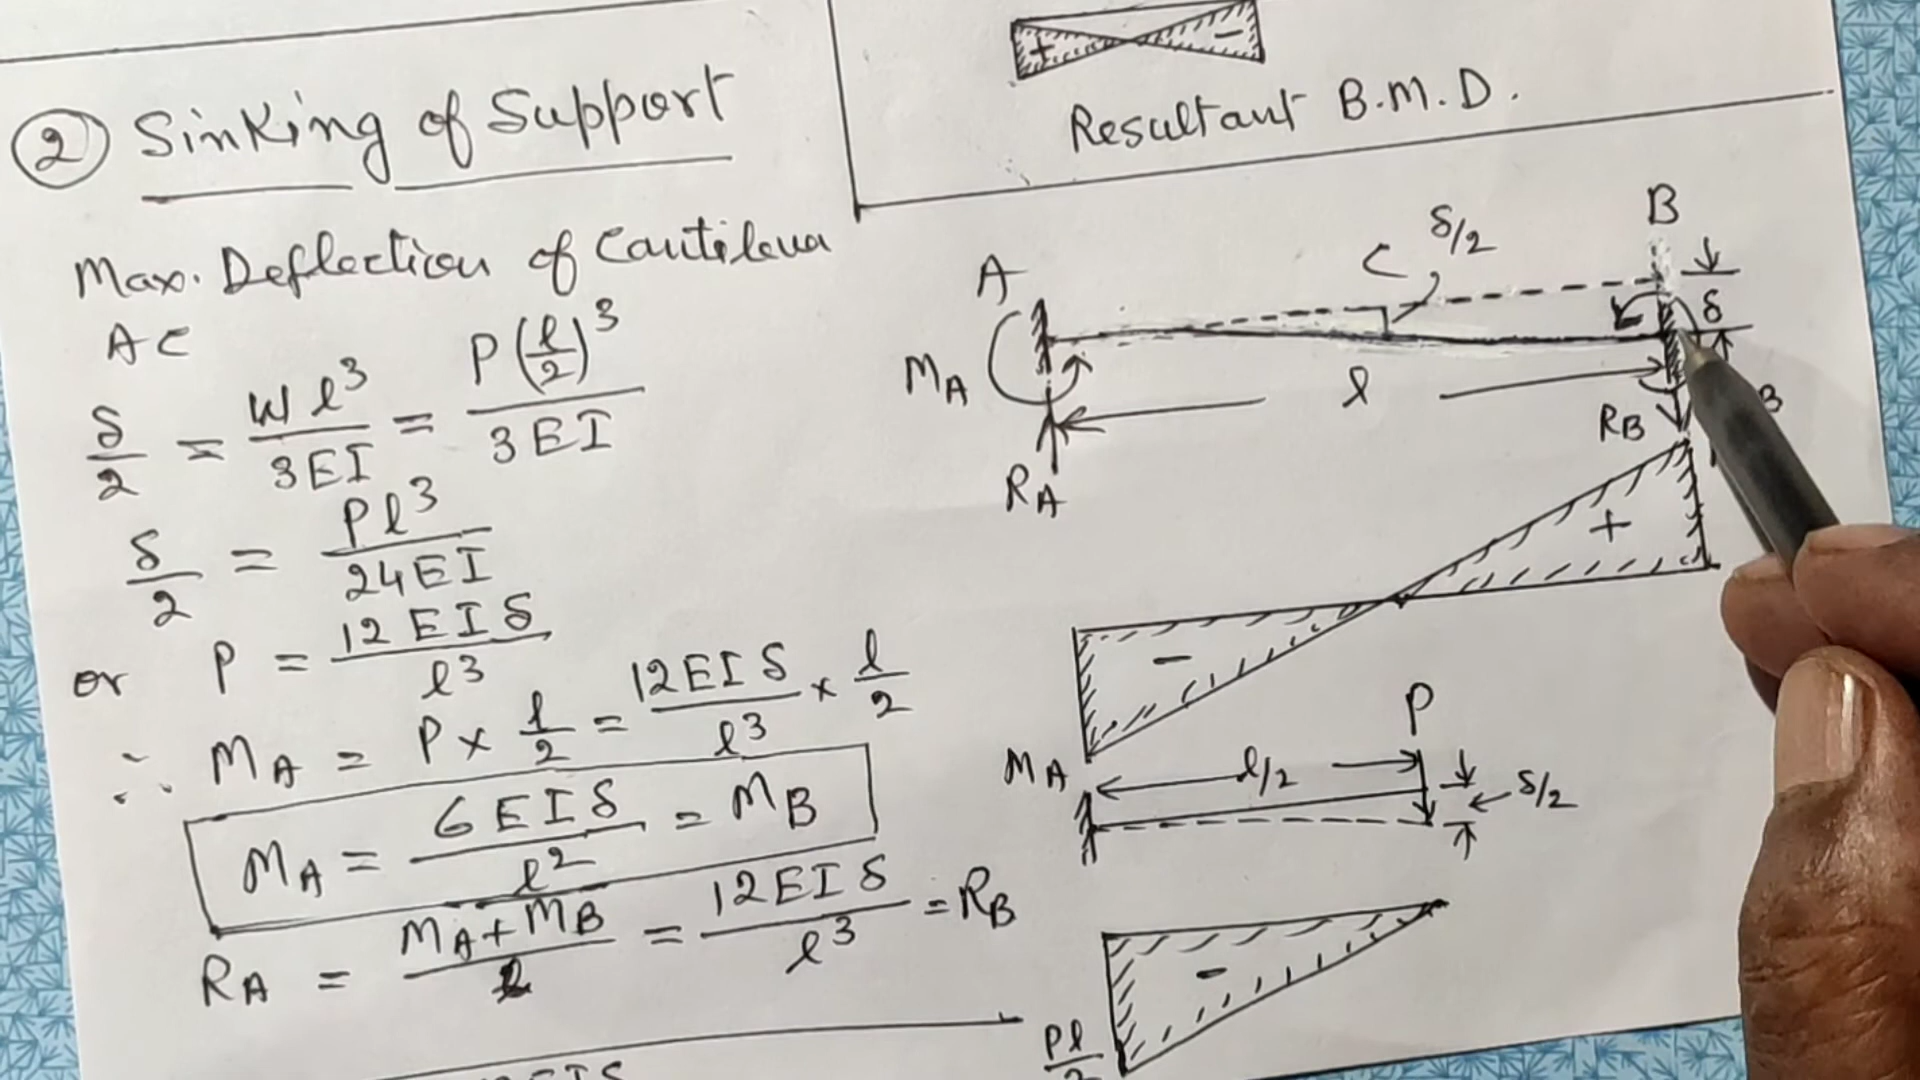 + -
Resultant B.M.D.
② Sinking of Support
Max. Deflection of Cantilever
AC
δ/2 = Wl³/3EI = P(l/2)³/3EI
δ/2 = Pl³/24EI
or P = 12EIδ/l³
∴ MA = P x l/2 = 12EIδ/l³ x l/2
MA = 6EIδ/l² = MB
RA = MA+MB/l = 12EIδ/l³ = RB
A C δ/2 B
δ
MA
l
RB
RA
+
-
P
MA l/2 δ/2
-
Pl